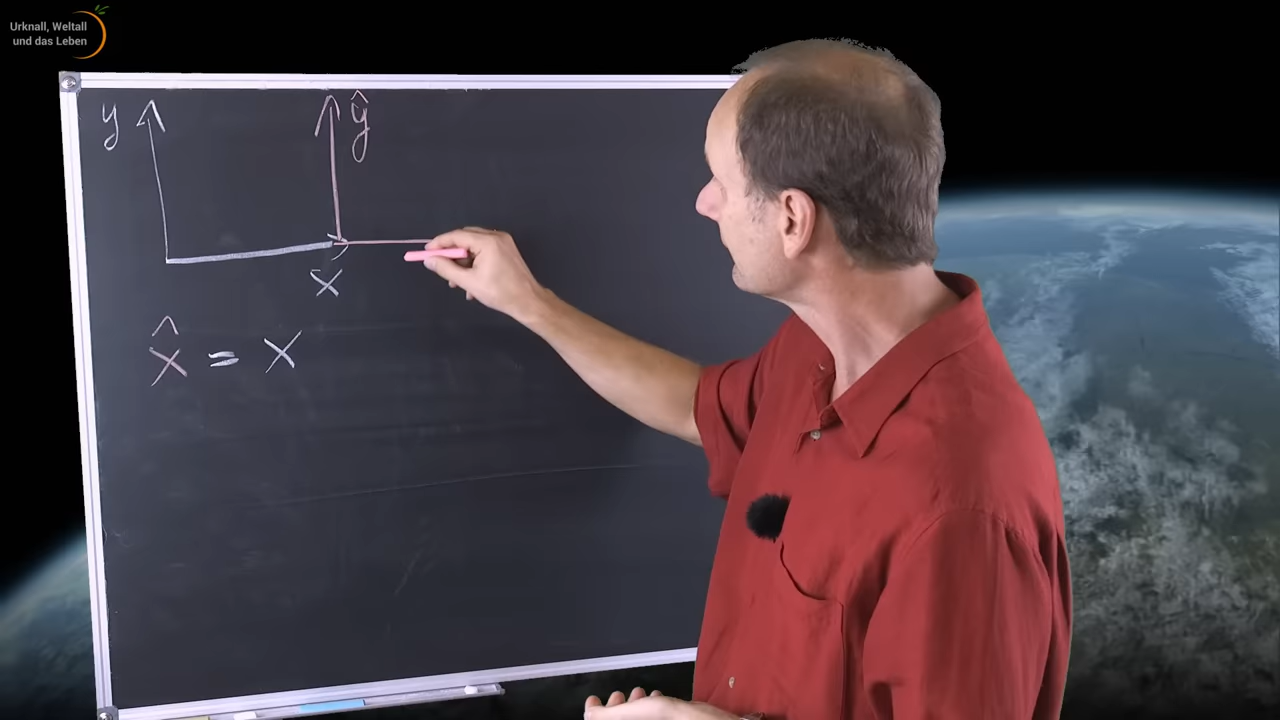 Urknall, Weltall
und das Leben
y ŷ
x
x̂ = x